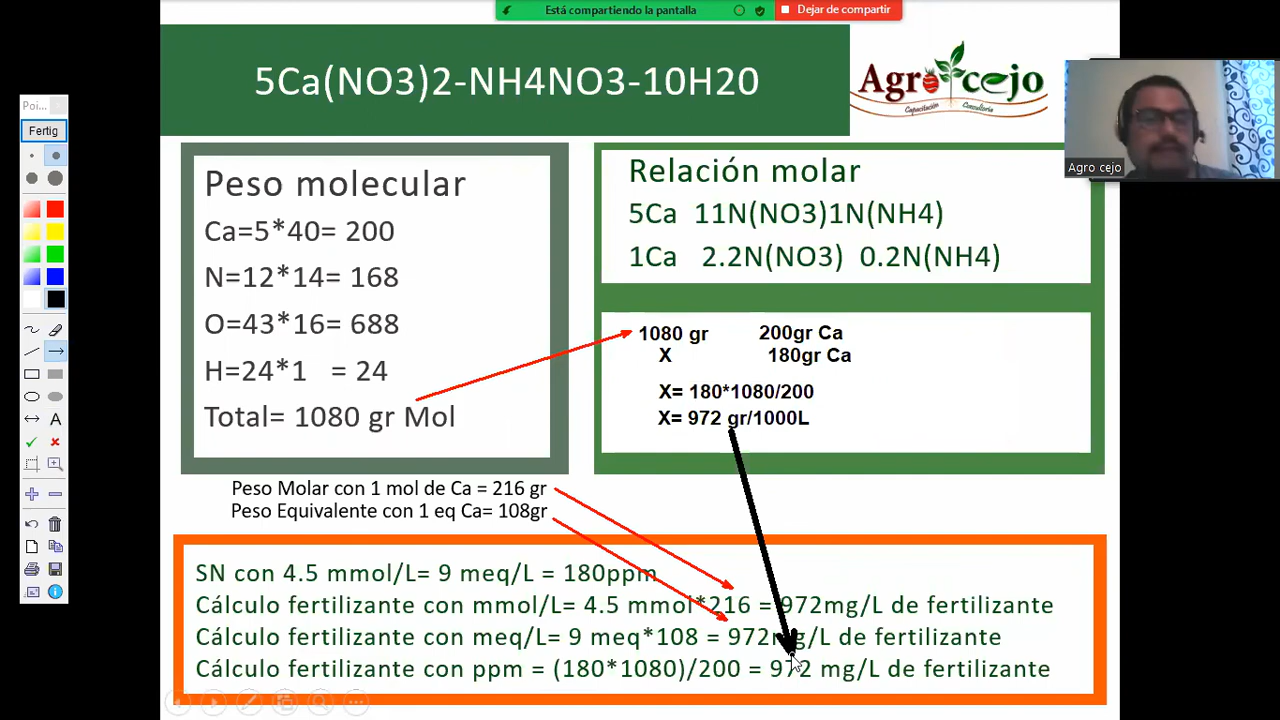 Está compartiendo la pantalla
Dejar de compartir
5Ca(NO3)2-NH4NO3-10H20
Agro cejo
Capacitación Consultoría
Agro cejo
Poi...
Fertig
A
Peso molecular
Ca=5*40= 200
N=12*14= 168
O=43*16= 688
H=24*1 = 24
Total= 1080 gr Mol
Relación molar
5Ca 11N(NO3)1N(NH4)
1Ca 2.2N(NO3) 0.2N(NH4)
1080 gr 200gr Ca
X 180gr Ca
X= 180*1080/200
X= 972 gr/1000L
Peso Molar con 1 mol de Ca = 216 gr
Peso Equivalente con 1 eq Ca= 108gr
SN con 4.5 mmol/L= 9 meq/L = 180ppm
Cálculo fertilizante con mmol/L= 4.5 mmol*216 = 972mg/L de fertilizante
Cálculo fertilizante con meq/L= 9 meq*108 = 972mg/L de fertilizante
Cálculo fertilizante con ppm = (180*1080)/200 = 972 mg/L de fertilizante